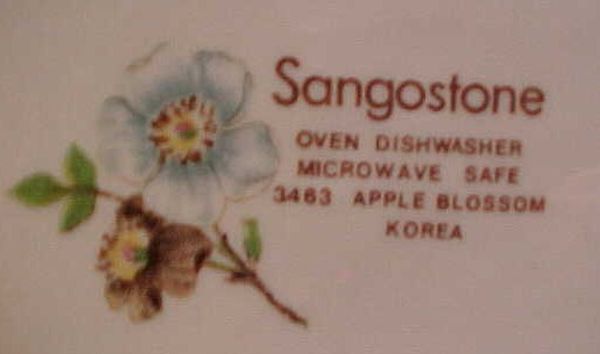 Sangostone
OVEN DISHWASHER
MICROWAVE SAFE
3463 APPLE BLOSSOM
KOREA